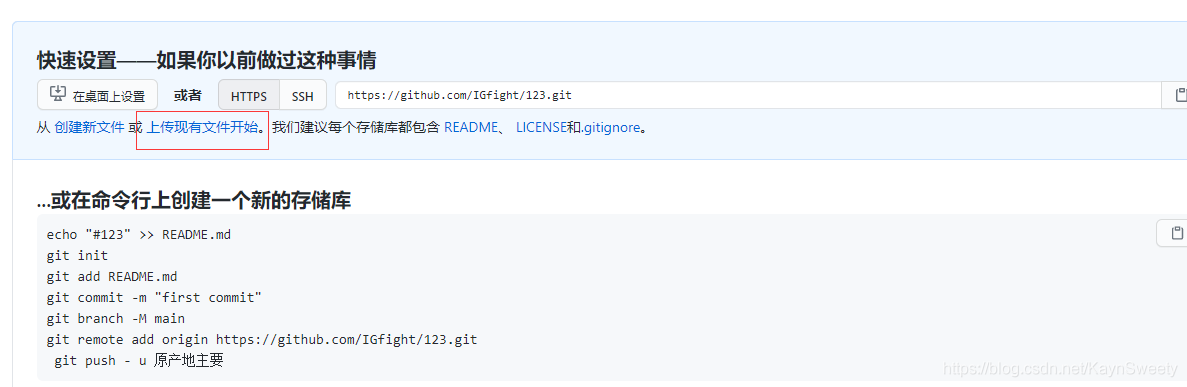 快速设置——如果你以前做过这种事情
在桌面上设置 或者 HTTPS SSH https://github.com/IGfight/123.git
从 创建新文件 或 上传现有文件开始。我们建议每个存储库都包含 README、 LICENSE和.gitignore。
...或在命令行上创建一个新的存储库
echo "#123" >> README.md
git init
git add README.md
git commit -m "first commit"
git branch -M main
git remote add origin https://github.com/IGfight/123.git
git push - u 原产地主要
https://blog.csdn.net/KaynSweety